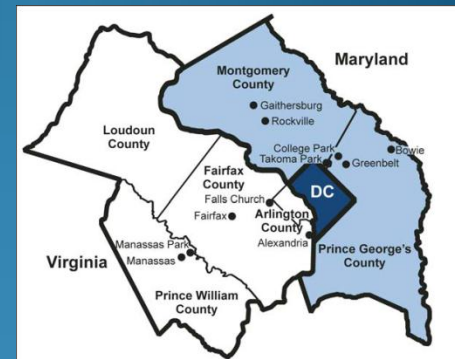 Maryland
Montgomery
County
Gaithersburg
Rockville
Loudoun
County
College Park
Bowie
Takoma Park
Greenbelt
Fairfax
County
DC
Falls Church
Arlington
County
Fairfax
Alexandria
Manassas Park
Prince George's
County
Virginia
Manassas
Prince William
County